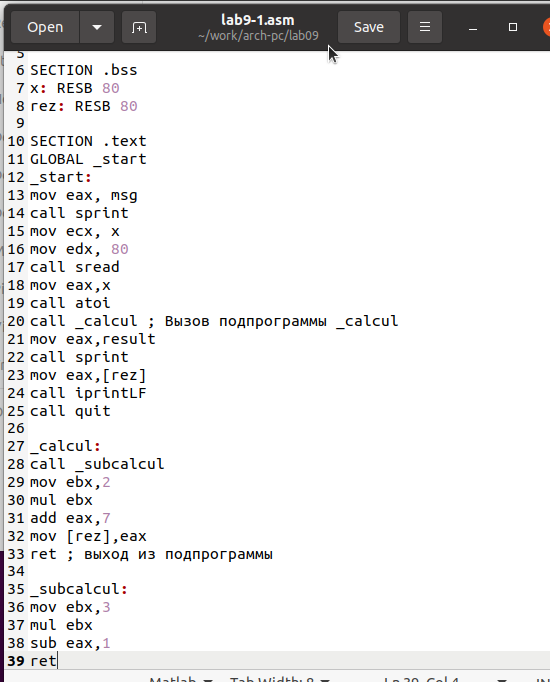 Open
lab9-1.asm
~/work/arch-pc/lab09
Save
5
6 SECTION .bss
7 x: RESB 80
8 rez: RESB 80
9
10 SECTION .text
11 GLOBAL _start
12 _start:
13 mov eax, msg
14 call sprint
15 mov ecx, x
16 mov edx, 80
17 call sread
18 mov eax,x
19 call atoi
20 call _calcul ; Вызов подпрограммы _calcul
21 mov eax,result
22 call sprint
23 mov eax,[rez]
24 call iprintLF
25 call quit
26
27 _calcul:
28 call _subcalcul
29 mov ebx,2
30 mul ebx
31 add eax,7
32 mov [rez],eax
33 ret ; выход из подпрограммы
34
35 _subcalcul:
36 mov ebx,3
37 mul ebx
38 sub eax,1
39 ret
Matlab Tab Width: 8 Ln 39, Col 4